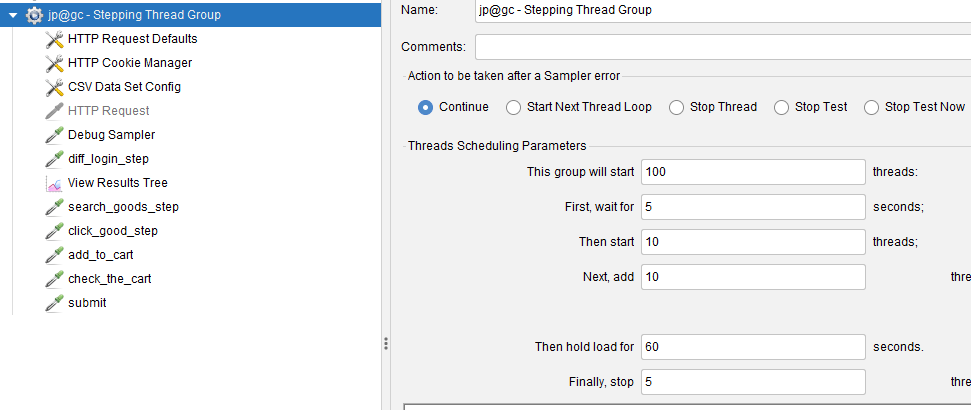 jp@gc - Stepping Thread Group
HTTP Request Defaults
HTTP Cookie Manager
CSV Data Set Config
HTTP Request
Debug Sampler
diff_login_step
View Results Tree
search_goods_step
click_good_step
add_to_cart
check_the_cart
submit
Name: jp@gc - Stepping Thread Group
Comments:
Action to be taken after a Sampler error
Continue Start Next Thread Loop Stop Thread Stop Test Stop Test Now
Threads Scheduling Parameters
This group will start 100 threads:
First, wait for 5 seconds;
Then start 10 threads;
Next, add 10 thre
Then hold load for 60 seconds.
Finally, stop 5 thre